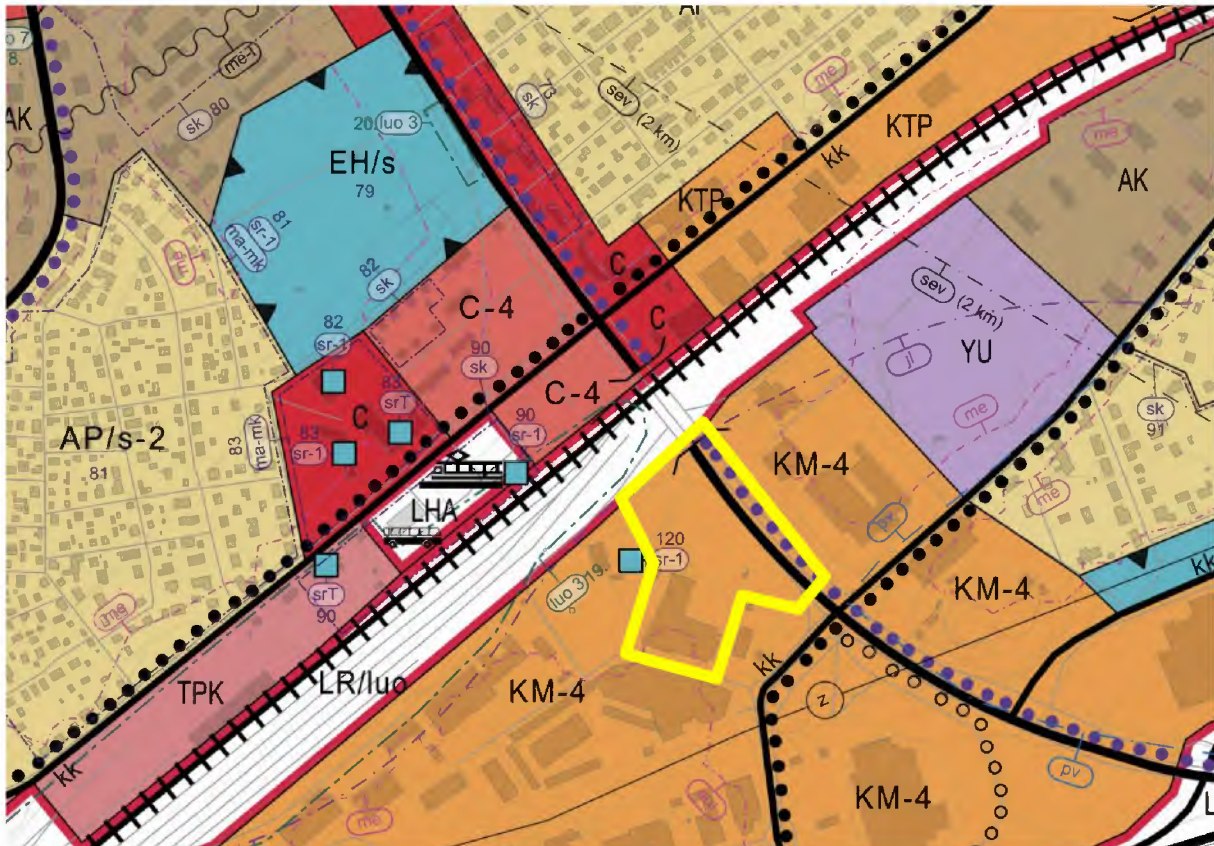 AP
me-1
sk
80
AK
20.
luo 3
sk
73
sev
(2 km)
me
kk
KTP
me
AK
EH/s
79
KTP
81
sr-1
ma-mk
me
82
sk
C
C-4
C
sev
(2 km)
jl
YU
me
82
sr-1
90
sk
C-4
83
srT
C
83
sr-1
90
sr-1
AP/s-2
81
83
ma-mk
KM-4
sk
91
me
LHA
pv
120
sr-1
luo 3
19.
me
srT
90
KM-4
kk
TPK
LR/luo
KM-4
kk
z
kk
pv
me
me
KM-4
L